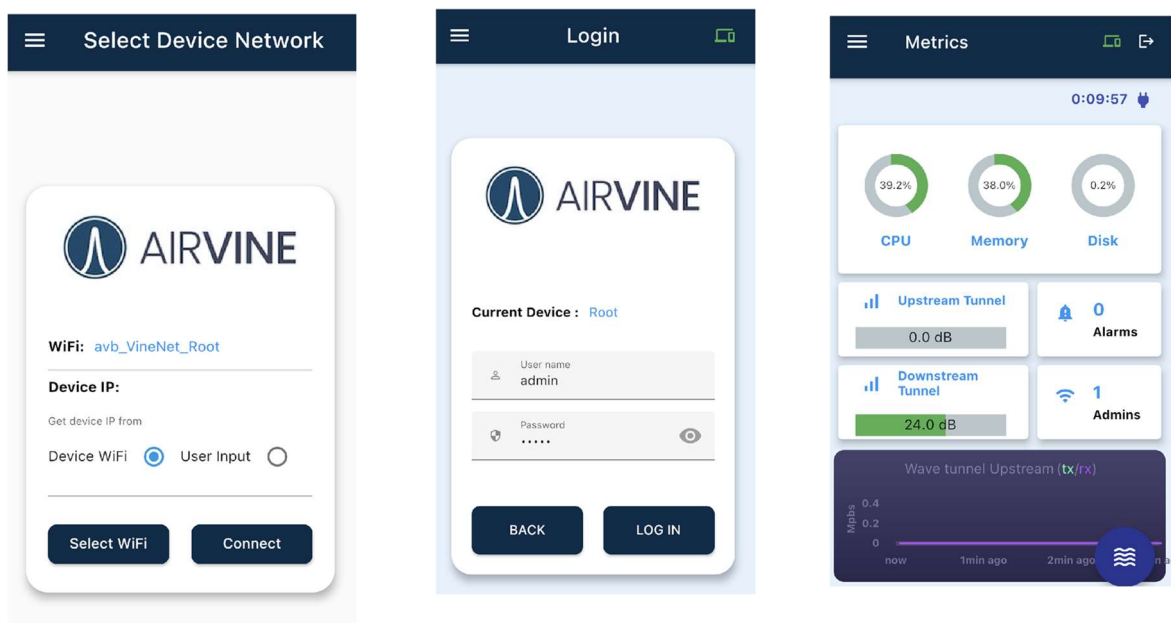 Select Device Network
AIRVINE
WiFi: avb_VineNet_Root
Device IP:
Get device IP from
Device WiFi User Input
Select WiFi Connect
Login
AIRVINE
Current Device : Root
User name
admin
Password
•••••
BACK LOG IN
Metrics
0:09:57
39.2% 38.0% 0.2%
CPU Memory Disk
Upstream Tunnel
0.0 dB
0
Alarms
Downstream
Tunnel
24.0 dB
1
Admins
Wave tunnel Upstream (tx/rx)
Mpbs
0.4
0.2
0
now 1min ago 2min ago